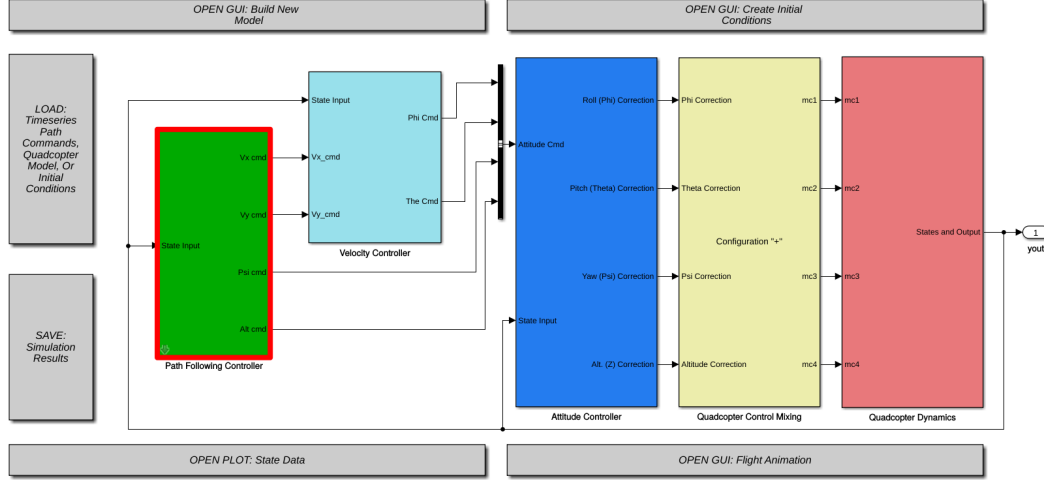 OPEN GUI: Build New
Model
OPEN GUI: Create Initial
Conditions
LOAD:
Timeseries
Path
Commands,
Quadcopter
Model, Or
Initial
Conditions
SAVE:
Simulation
Results
Vx cmd
Vy cmd
State Input
Psi cmd
Alt cmd
Path Following Controller
State Input
Phi Cmd
Vx_cmd
The Cmd
Vy_cmd
Velocity Controller
Roll (Phi) Correction
Attitude Cmd
Pitch (Theta) Correction
Yaw (Psi) Correction
State Input
Alt. (Z) Correction
Attitude Controller
Phi Correction
mc1
Theta Correction
mc2
Configuration "+"
Psi Correction
mc3
Altitude Correction
mc4
Quadcopter Control Mixing
mc1
mc2
States and Output
mc3
mc4
Quadcopter Dynamics
1
yout
OPEN PLOT: State Data
OPEN GUI: Flight Animation